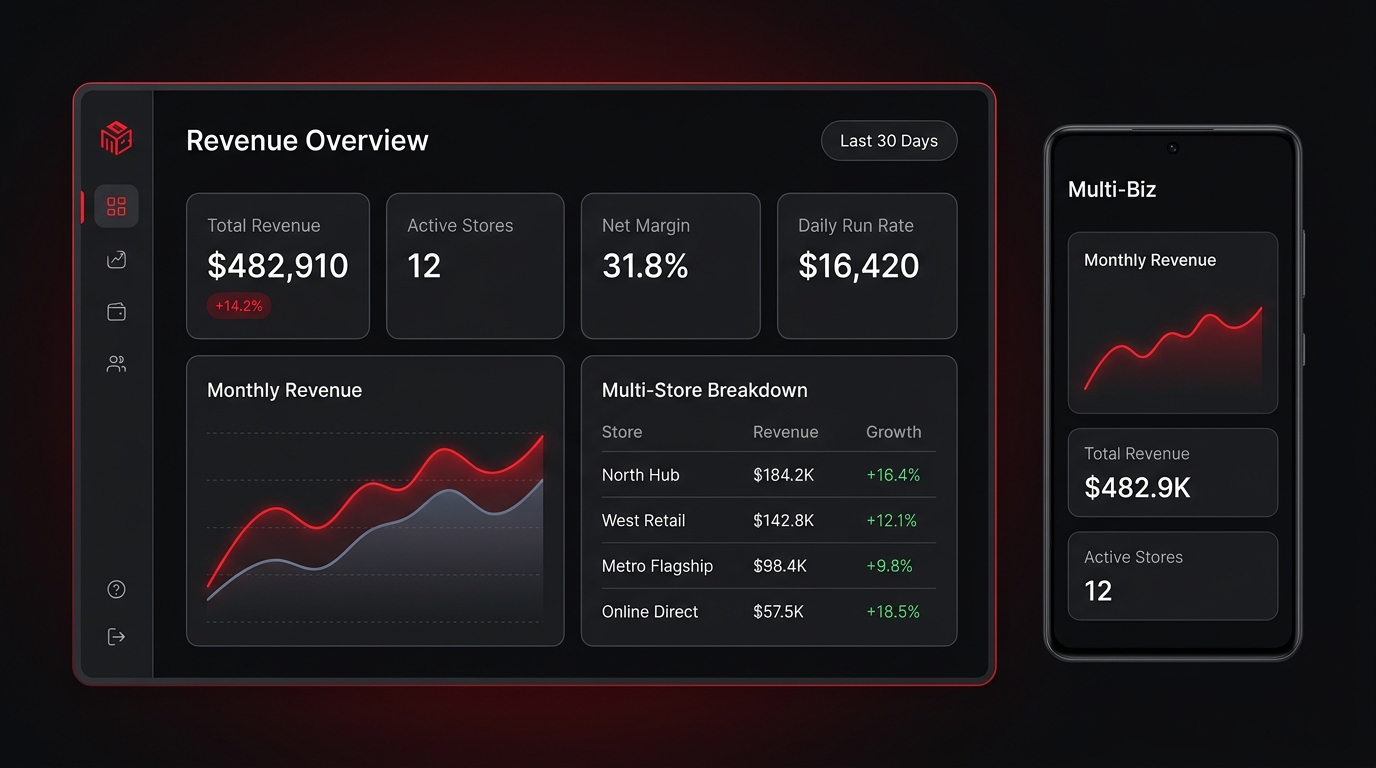 Revenue Overview
Last 30 Days
Total Revenue
$482,910
+14.2%
Active Stores
12
Net Margin
31.8%
Daily Run Rate
$16,420
Monthly Revenue
Multi-Store Breakdown
Store Revenue Growth
North Hub $184.2K +16.4%
West Retail $142.8K +12.1%
Metro Flagship $98.4K +9.8%
Online Direct $57.5K +18.5%
Multi-Biz
Monthly Revenue
Total Revenue
$482.9K
Active Stores
12